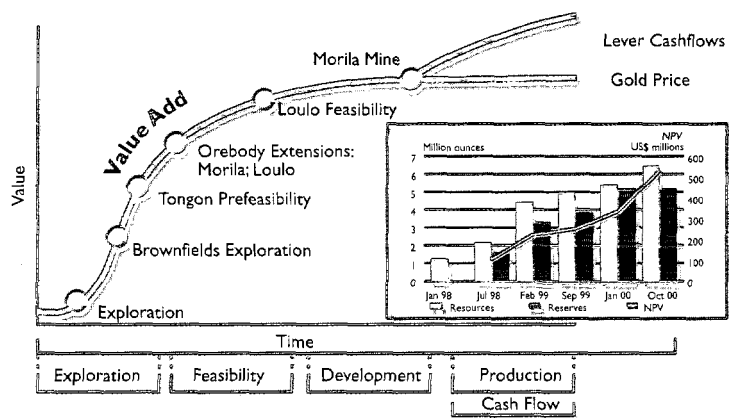 Lever Cashflows
Morila Mine
Gold Price
Value Add
Loulo Feasibility
Orebody Extensions:
Morila; Loulo
Tongon Prefeasibility
Brownfields Exploration
Exploration
Value
NPV
Million ounces US$ millions
7 600
6 500
5 400
4
3 300
2 200
1 100
0 0
Jan 98 Jul 98 Feb 99 Sep 99 Jan 00 Oct 00
Resources Reserves NPV
Time
Exploration Feasibility Development Production
Cash Flow